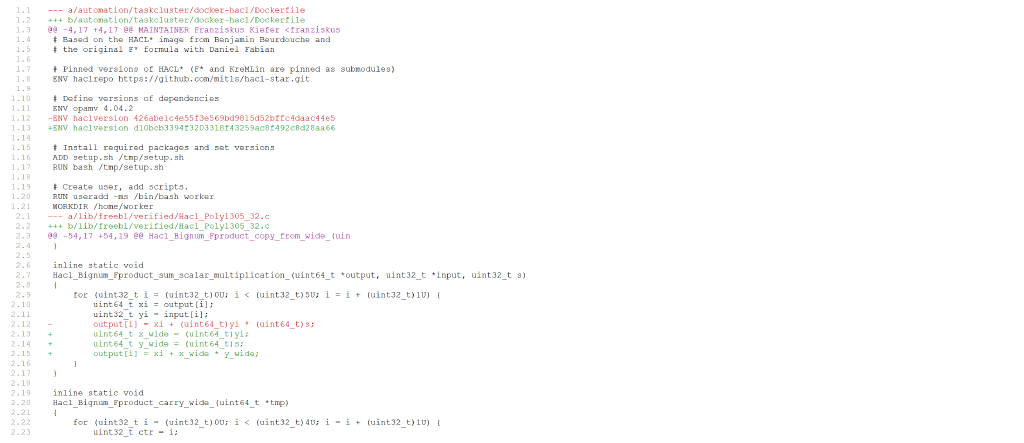 1.1 --- a/automation/taskcluster/docker-hacl/Dockerfile
1.2 +++ b/automation/taskcluster/docker-hacl/Dockerfile
1.3 @@ -4,17 +4,17 @@ MAINTAINER Franziskus Kiefer <franziskus
1.4 # Based on the HACL* image from Benjamin Beurdouche and
1.5 # the original F* formula with Daniel Fabian
1.6
1.7 # Pinned versions of HACL* (F* and KreMLin are pinned as submodules)
1.8 ENV haclrepo https://github.com/mitls/hacl-star.git
1.9
1.10 # Define versions of dependencies
1.11 ENV opamv 4.04.2
1.12 -ENV haclversion 426abe1c4e55f3e569bd9815d52bffc4daac44e5
1.13 +ENV haclversion d10bcb3394f3203318f43259ac8f492c8d28aa66
1.14
1.15 # Install required packages and set versions
1.16 ADD setup.sh /tmp/setup.sh
1.17 RUN bash /tmp/setup.sh
1.18
1.19 # Create user, add scripts.
1.20 RUN useradd -ms /bin/bash worker
1.21 WORKDIR /home/worker
2.1 --- a/lib/freebl/verified/Hacl_Poly1305_32.c
2.2 +++ b/lib/freebl/verified/Hacl_Poly1305_32.c
2.3 @@ -54,17 +54,19 @@ Hacl_Bignum_Fproduct_copy_from_wide_(uin
2.4 }
2.5
2.6 inline static void
2.7 Hacl_Bignum_Fproduct_sum_scalar_multiplication_(uint64_t *output, uint32_t *input, uint32_t s)
2.8 {
2.9 for (uint32_t i = (uint32_t)0U; i < (uint32_t)5U; i = i + (uint32_t)1U) {
2.10 uint64_t xi = output[i];
2.11 uint32_t yi = input[i];
2.12 - output[i] = xi + (uint64_t)yi * (uint64_t)s;
2.13 + uint64_t x_wide = (uint64_t)yi;
2.14 + uint64_t y_wide = (uint64_t)s;
2.15 + output[i] = xi + x_wide * y_wide;
2.16 }
2.17 }
2.18
2.19 inline static void
2.20 Hacl_Bignum_Fproduct_carry_wide_(uint64_t *tmp)
2.21 {
2.22 for (uint32_t i = (uint32_t)0U; i < (uint32_t)4U; i = i + (uint32_t)1U) {
2.23 uint32_t ctr = i;